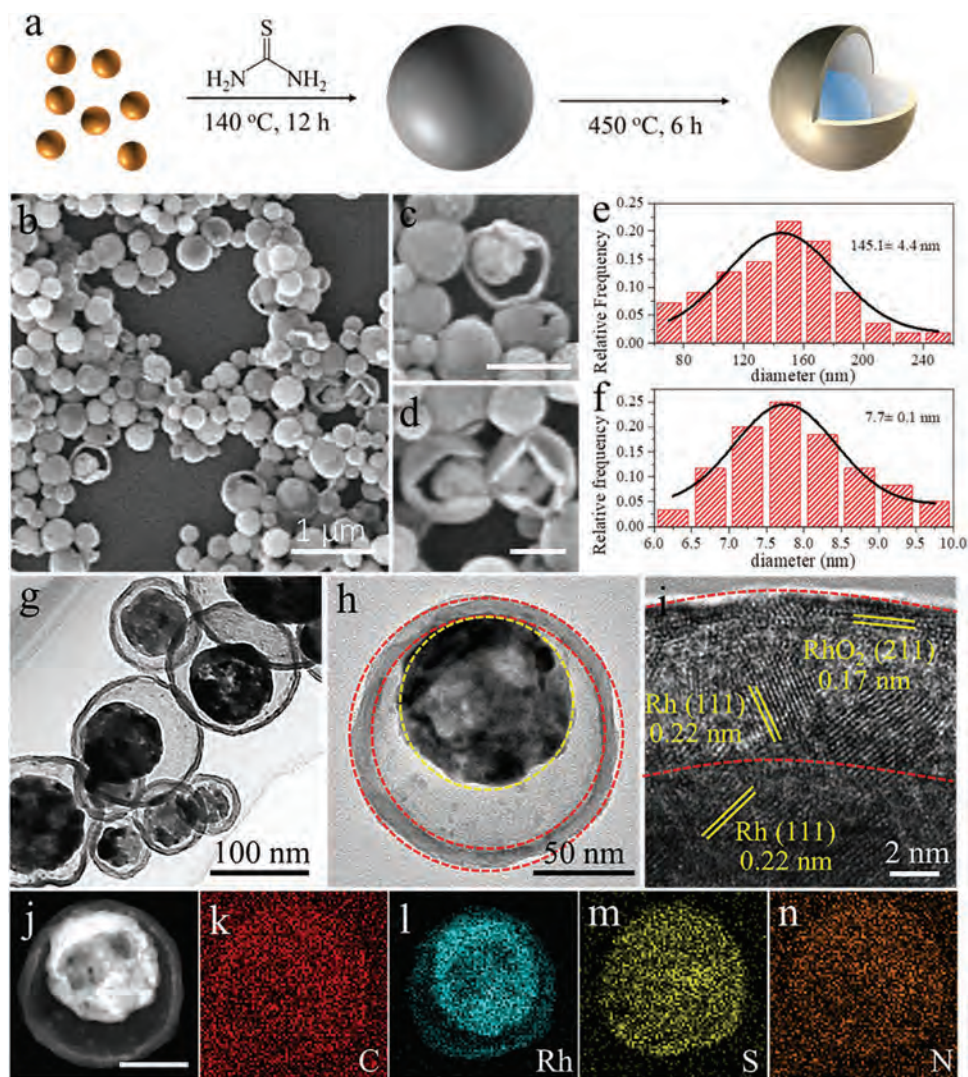 a
S
H₂N NH₂
140 °C, 12 h
450 °C, 6 h
b
1 μm
c
d
e
Relative Frequency
0.25
0.20
0.15
0.10
0.05
0.00
145.1± 4.4 nm
80 120 160 200 240
diameter (nm)
f
Relative frequency
0.25
0.20
0.15
0.10
0.05
0.00
7.7± 0.1 nm
6.0 6.5 7.0 7.5 8.0 8.5 9.0 9.5 10.0
diameter (nm)
g
100 nm
h
50 nm
i
RhO₂ (211)
0.17 nm
Rh (111)
0.22 nm
Rh (111)
0.22 nm
2 nm
j
k
C
l
Rh
m
S
n
N